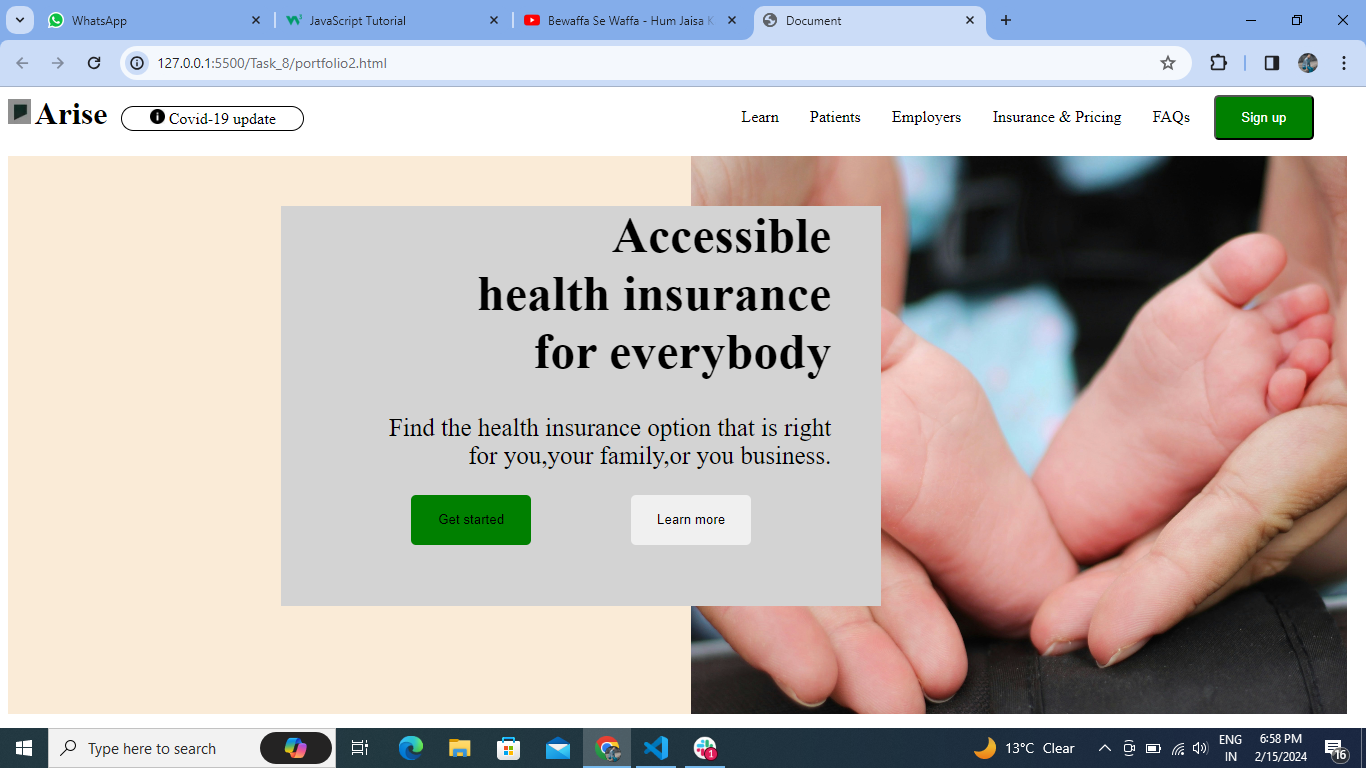 WhatsApp
JavaScript Tutorial
Bewaffa Se Waffa - Hum Jaisa K
Document
127.0.0.1:5500/Task_8/portfolio2.html
Arise
Covid-19 update
Learn
Patients
Employers
Insurance & Pricing
FAQs
Sign up
Accessible
health insurance
for everybody
Find the health insurance option that is right
for you,your family,or you business.
Get started
Learn more
Type here to search
1
13°C Clear
ENG
IN
6:58 PM
2/15/2024
16